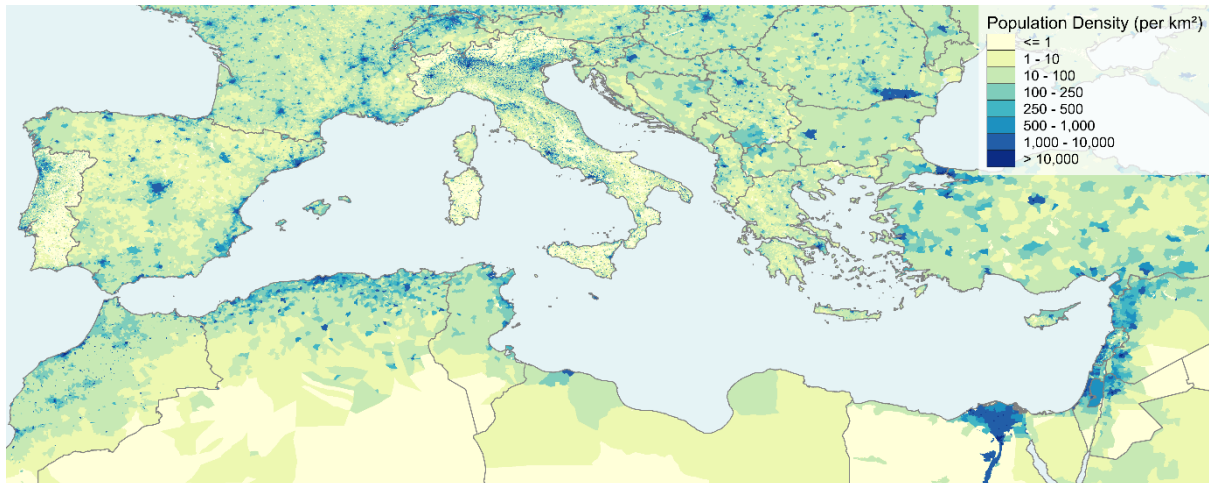 Population Density (per km²)
<= 1
1 - 10
10 - 100
100 - 250
250 - 500
500 - 1,000
1,000 - 10,000
> 10,000